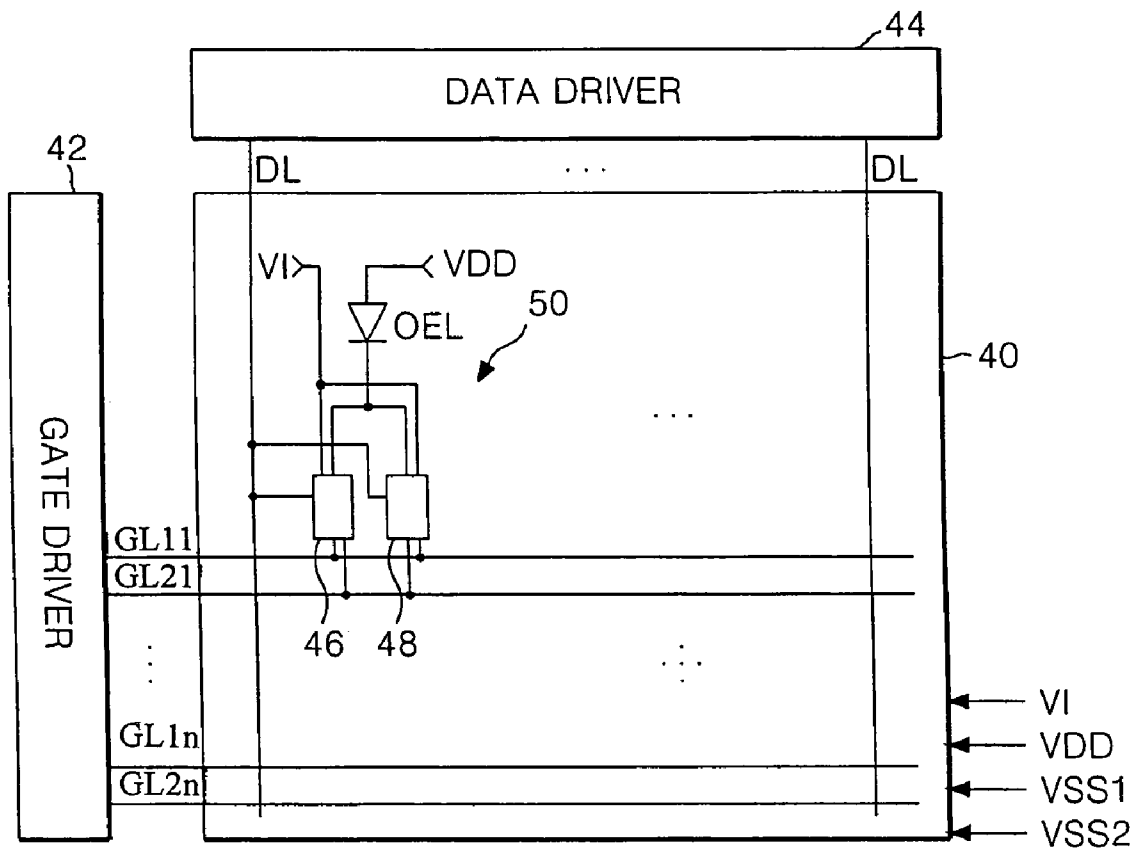 44
DATA DRIVER
42
DL
...
DL
VI
VDD
50
OEL
40
...
GATE DRIVER
GL11
GL21
46
48
VI
GL1n
VDD
GL2n
VSS1
VSS2